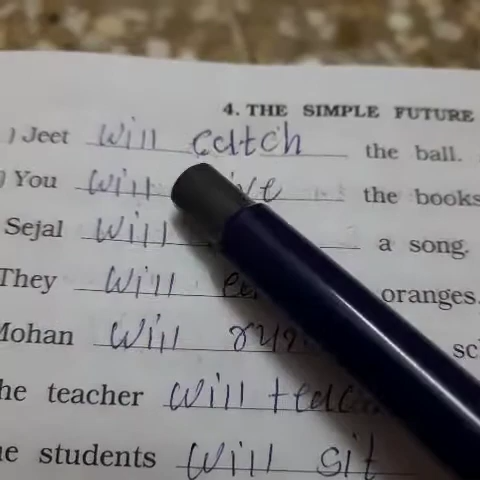 4. THE SIMPLE FUTURE
) Jeet will catch the ball.
) You will the books
Sejal will a song.
They will oranges.
Mohan will
he teacher will
e students will sit